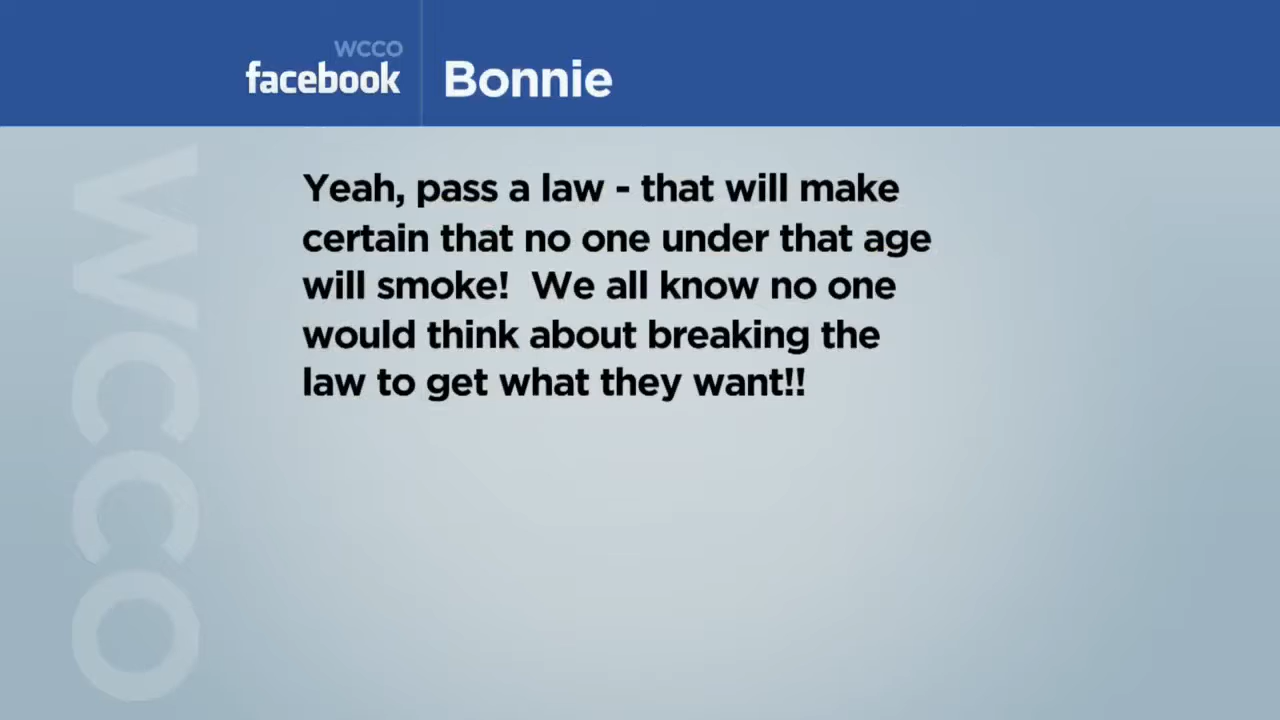 WCCO
facebook
Bonnie
Yeah, pass a law - that will make
certain that no one under that age
will smoke!  We all know no one
would think about breaking the
law to get what they want!!
WCCO